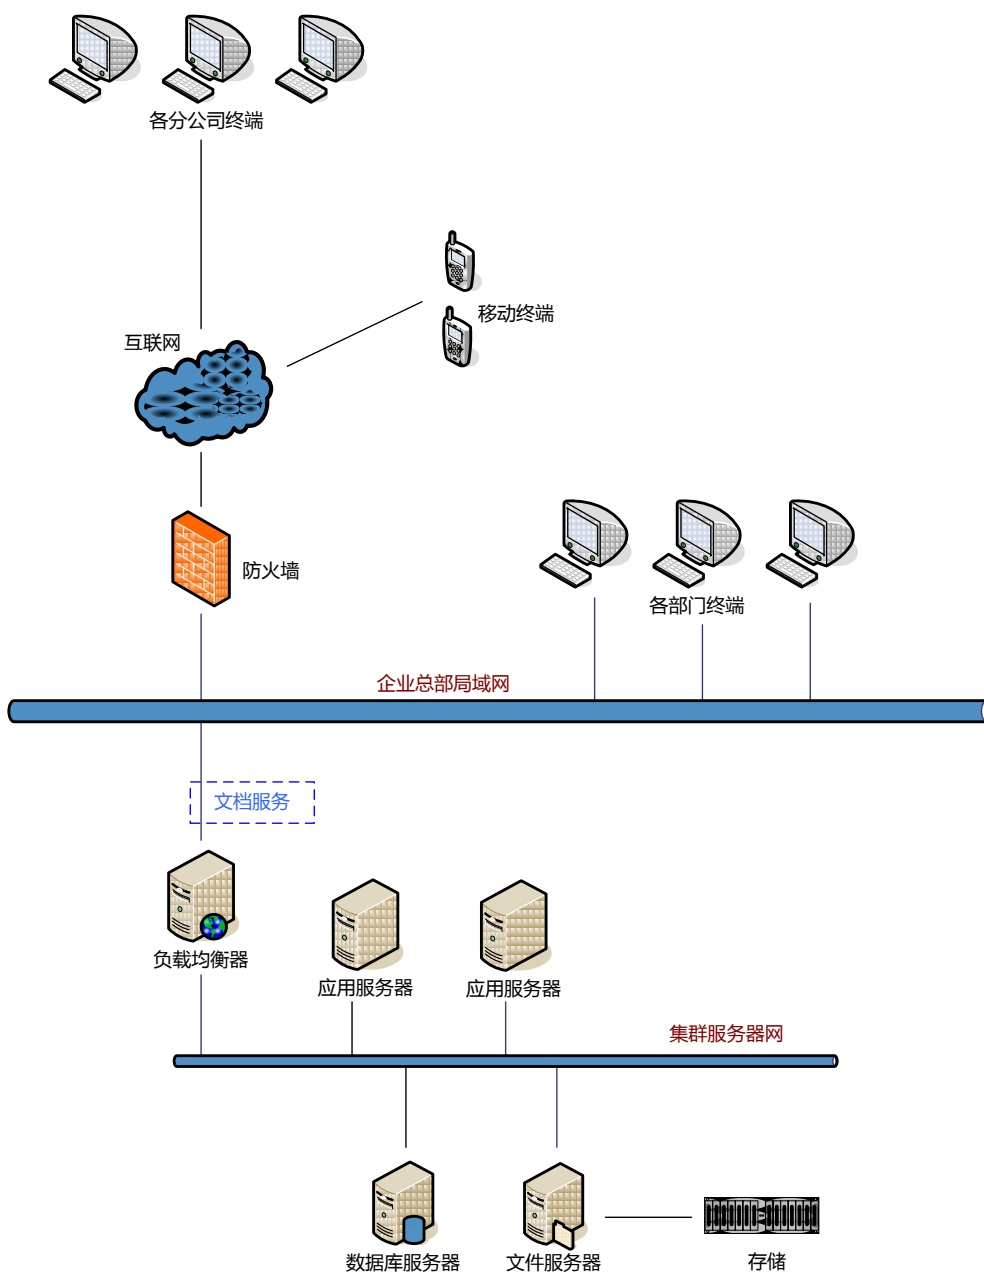 各分公司终端
移动终端
互联网
防火墙
各部门终端
企业总部局域网
文档服务
负载均衡器
应用服务器
应用服务器
集群服务器网
数据库服务器
文件服务器
存储